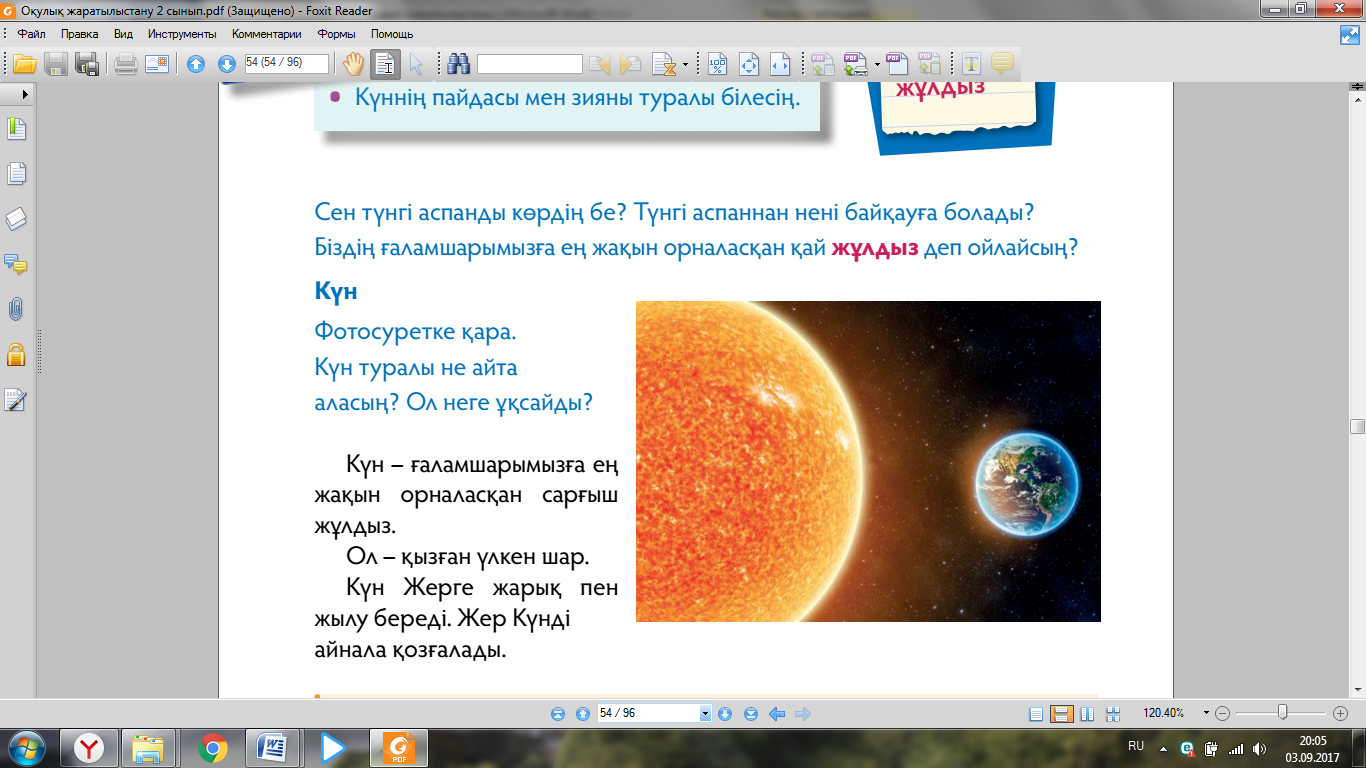 Окулық жаратылыстану 2 сынып.pdf (Защищено) - Foxit Reader
Файл Правка Вид Инструменты Комментарии Формы Помощь
54 (54 / 96)
Күннің пайдасы мен зияны туралы білесің.
жұлдыз
Сен түнгі аспанды көрдің бе? Түнгі аспаннан нені байқауға болады?
Біздің ғаламшарымызға ең жақын орналасқан қай жұлдыз деп ойлайсың?
Күн
Фотосуретке қара.
Күн туралы не айта
аласың? Ол неге ұқсайды?
Күн – ғаламшарымызға ең
жақын орналасқан сарғыш
жұлдыз.
Ол – қызған үлкен шар.
Күн Жерге жарық пен
жылу береді. Жер Күнді
айнала қозғалады.
54 / 96
120.40%
RU
20:05
03.09.2017